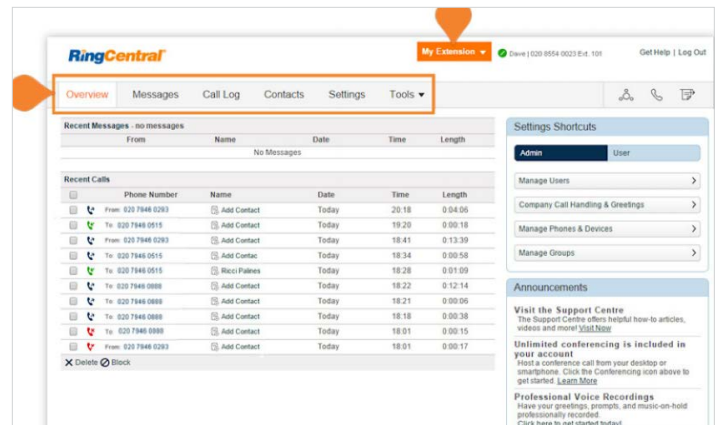 RingCentral
My Extension
Dave | 020 8554 0023 Ext. 101
Get Help | Log Out
Overview Messages Call Log Contacts Settings Tools
Recent Messages - no messages
From Name Date Time Length
No Messages
Recent Calls
Phone Number Name Date Time Length
From: 020 7946 0293 Add Contact Today 20:18 0:04:06
To: 020 7946 0515 Add Contact Today 19:20 0:00:18
From: 020 7946 0293 Add Contact Today 18:41 0:13:39
To: 020 7946 0515 Add Contac Today 18:34 0:00:58
To: 020 7946 0515 Ricci Palines Today 18:28 0:01:09
To: 020 7946 0888 Add Contact Today 18:22 0:12:14
To: 020 7946 0888 Add Contact Today 18:21 0:00:06
To: 020 7946 0888 Add Contact Today 18:18 0:00:38
To: 020 7946 0888 Add Contact Today 18:01 0:00:15
From: 020 7946 0293 Add Contact Today 18:01 0:00:17
Delete Block
Settings Shortcuts
Admin User
Manage Users
Company Call Handling & Greetings
Manage Phones & Devices
Manage Groups
Announcements
Visit the Support Centre
The Support Centre offers helpful how-to articles,
videos and more! Visit Now
Unlimited conferencing is included in
your account
Host a conference call from your desktop or
smartphone. Click the Conferencing icon above to
get started. Learn More
Professional Voice Recordings
Have your greetings, prompts, and music-on-hold
professionally recorded.
Click here to get started today!